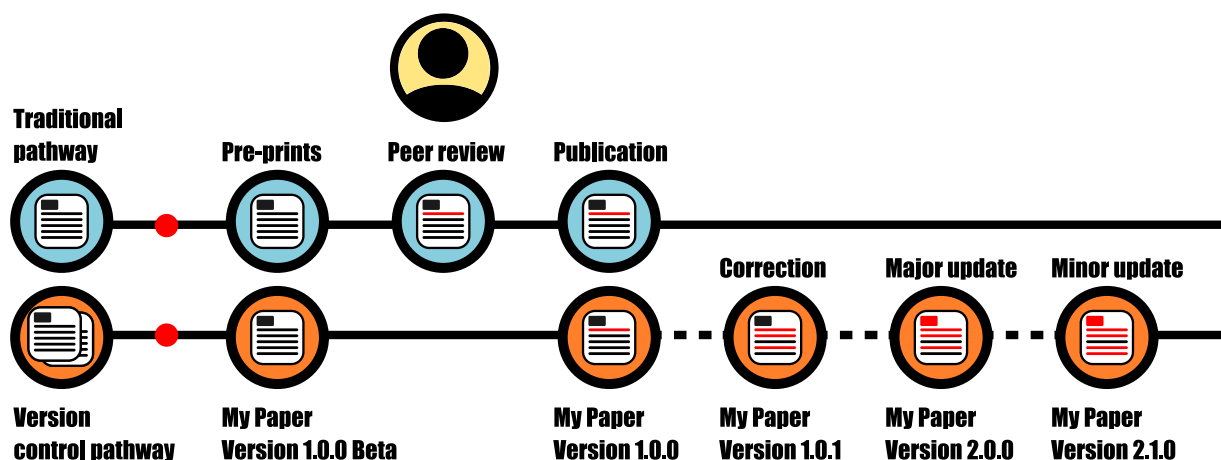 Traditional
pathway
Pre-prints
Peer review
Publication
Correction
Major update
Minor update
Version
control pathway
My Paper
Version 1.0.0 Beta
My Paper
Version 1.0.0
My Paper
Version 1.0.1
My Paper
Version 2.0.0
My Paper
Version 2.1.0